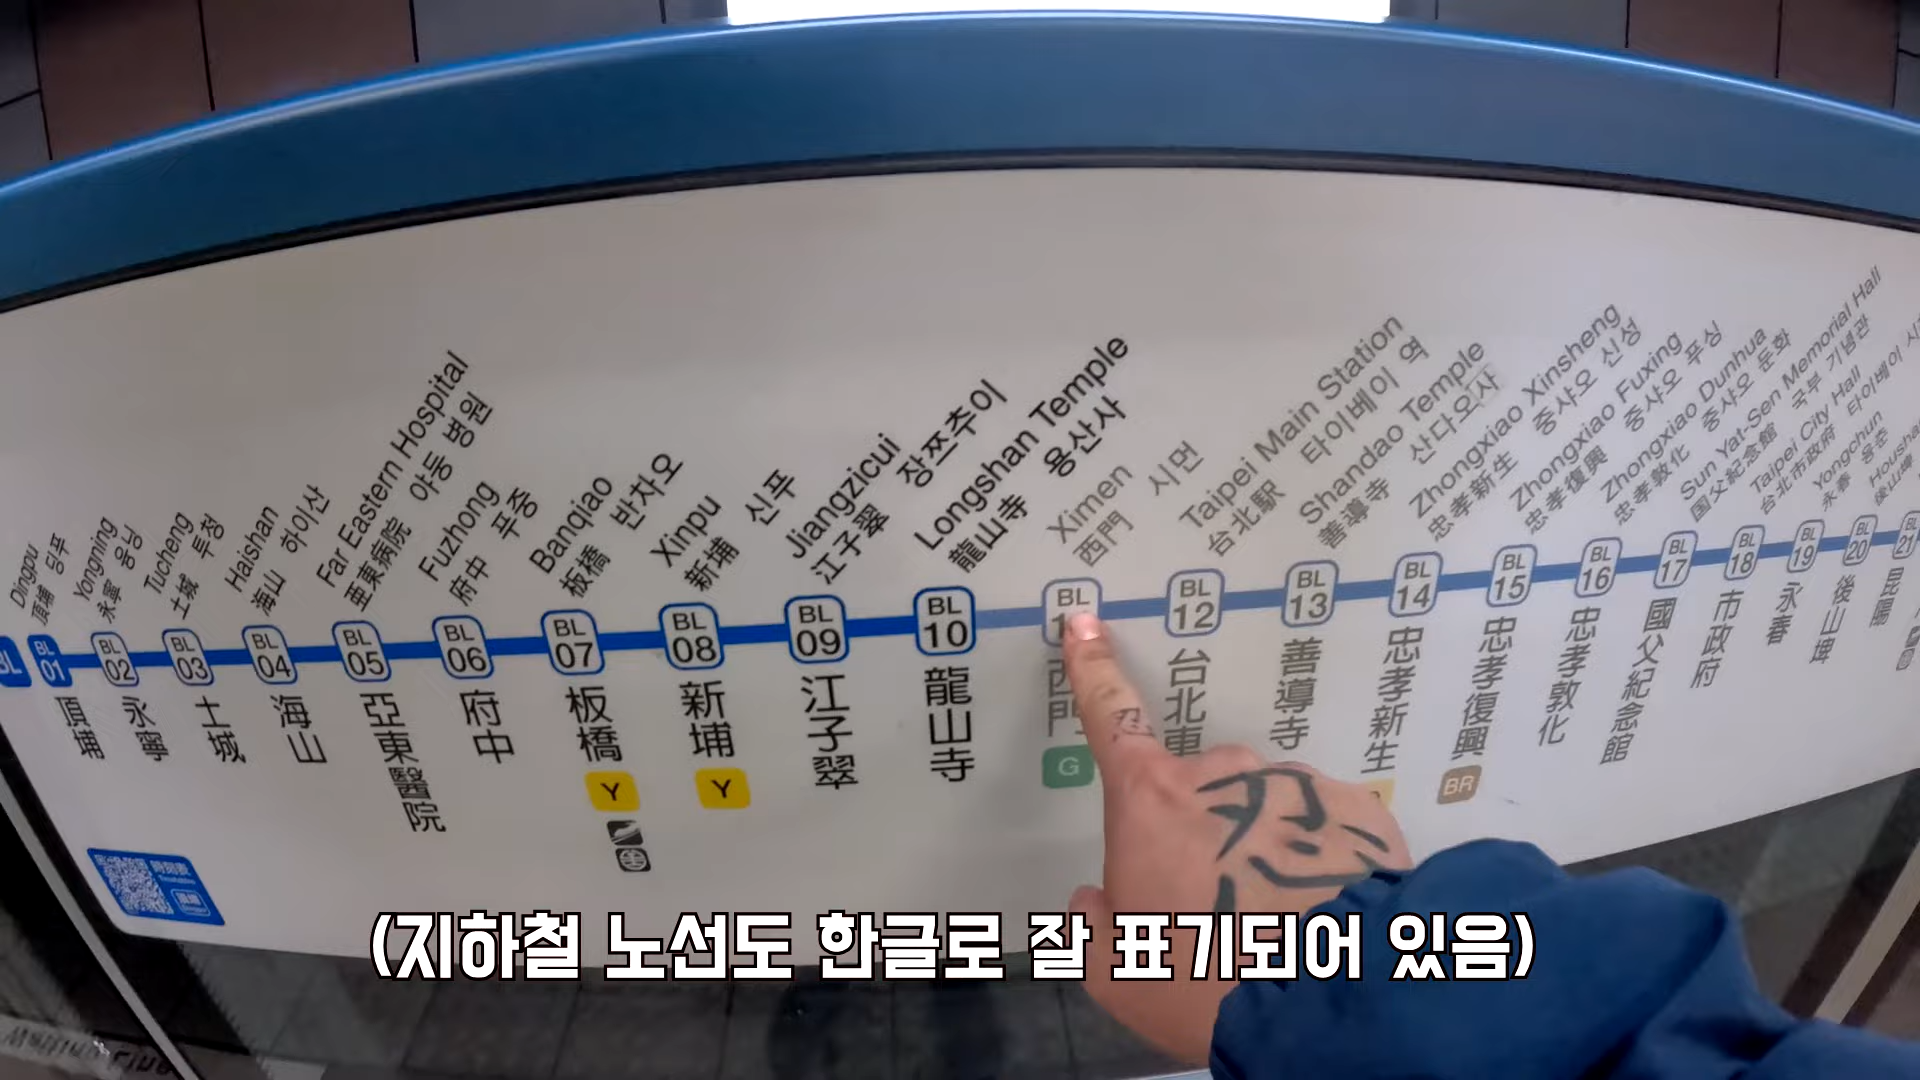 Dingpu
頂埔 딩푸
Yongning
永寧 융닝
Tucheng
土城 투청
Haishan
海山 하이산
Far Eastern Hospital
亜東病院 야동 병원
Fuzhong
府中 푸중
Banqiao
板橋 반차오
Xinpu
新埔 신푸
Jiangzicui
江子翠 장쯔추이
Longshan Temple
龍山寺 용산사
Ximen
西門 시먼
Taipei Main Station
台北駅 타이베이 역
Shandao Temple
善導寺 산다오사
Zhongxiao Xinsheng
忠孝新生 중샤오 신성
Zhongxiao Fuxing
忠孝復興 중샤오 푸싱
Zhongxiao Dunhua
忠孝敦化 중샤오 둔화
Sun Yat-Sen Memorial Hall
国父紀念館 국부 기념관
Taipei City Hall
台北市政府 타이베이
Yongchun
永春 융춘
後山埤
BL
BL 01
BL 02
BL 03
BL 04
BL 05
BL 06
BL 07
BL 08
BL 09
BL 10
BL
BL 12
BL 13
BL 14
BL 15
BL 16
BL 17
BL 18
BL 19
BL 20
BL 21
頂埔
永寧
土城
海山
亞東醫院
府中
板橋
新埔
江子翠
龍山寺
西門
台北車
善導寺
忠孝新生
忠孝復興
忠孝敦化
國父紀念館
市政府
永春
後山埤
昆陽
Y
Y
G
BR
忍
忍
(지하철 노선도 한글로 잘 표기되어 있음)